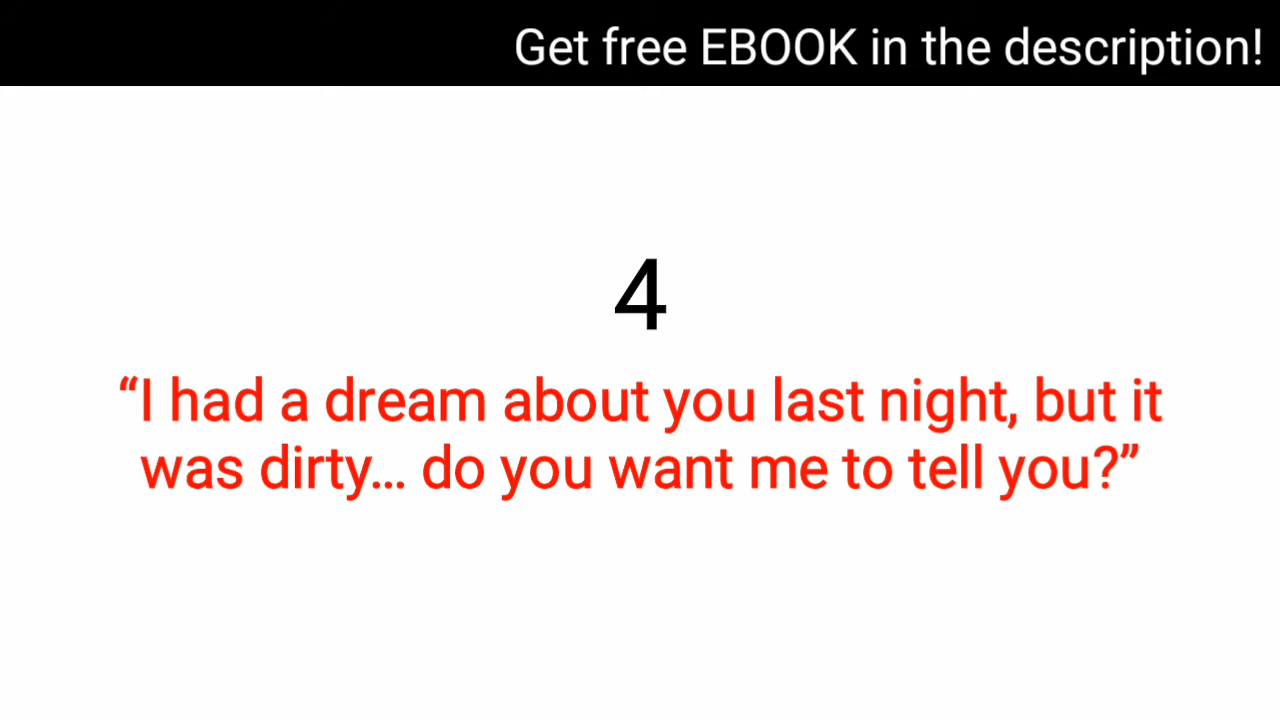 Get free EBOOK in the description!
4
“I had a dream about you last night, but it
was dirty... do you want me to tell you?”